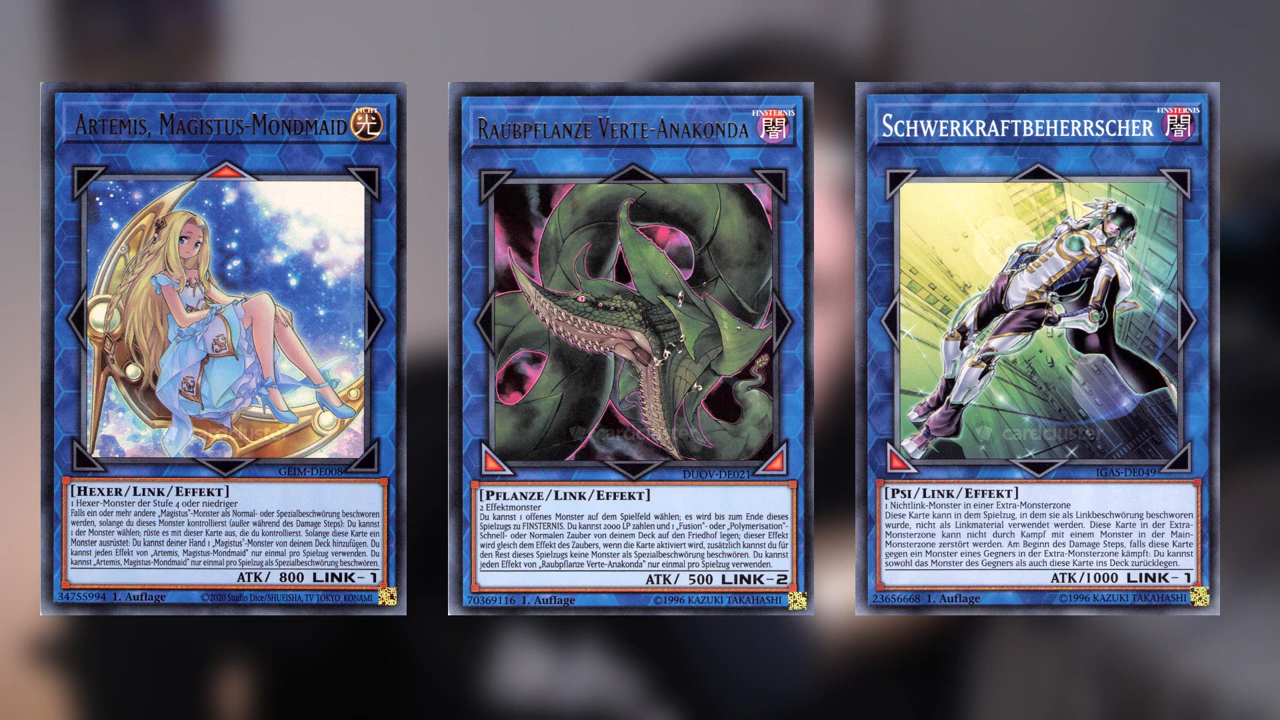 Artemis, Magistus-Mondmaid
LICHT
光
GEIM-DE008
[Hexer/Link/Effekt]
1 Hexer-Monster der Stufe 4 oder niedriger
Falls ein oder mehr andere „Magistus"-Monster als Normal- oder Spezialbeschwörung beschworen
werden, solange du dieses Monster kontrollierst (außer während des Damage Steps): Du kannst
1 der Monster wählen; rüste es mit dieser Karte aus, die du kontrollierst. Solange diese Karte ein
Monster ausrüstet: Du kannst deiner Hand 1 „Magistus"-Monster von deinem Deck hinzufügen. Du
kannst jeden Effekt von „Artemis, Magistus-Mondmaid" nur einmal pro Spielzug verwenden. Du
kannst „Artemis, Magistus-Mondmaid" nur einmal pro Spielzug als Spezialbeschwörung beschwören.
ATK/ 800 LINK-1
34755994 1. Auflage ©2020 Studio Dice/SHUEISHA, TV TOKYO, KONAMI
Raubpflanze Verte-Anakonda
FINSTERNIS
闇
cardcluster
DUOV-DE021
[Pflanze/Link/Effekt]
2 Effektmonster
Du kannst 1 offenes Monster auf dem Spielfeld wählen; es wird bis zum Ende dieses
Spielzugs zu FINSTERNIS. Du kannst 2000 LP zahlen und 1 „Fusion"- oder „Polymerisation"-
Schnell- oder Normalen Zauber von deinem Deck auf den Friedhof legen; dieser Effekt
wird gleich dem Effekt des Zaubers, wenn die Karte aktiviert wird, zusätzlich kannst du für
den Rest dieses Spielzugs keine Monster als Spezialbeschwörung beschwören. Du kannst
jeden Effekt von „Raubpflanze Verte-Anakonda" nur einmal pro Spielzug verwenden.
ATK/ 500 LINK-2
70369116 1. Auflage ©1996 KAZUKI TAKAHASHI
Schwerkraftbeherrscher
FINSTERNIS
闇
cardcluster
IGAS-DE049
[Psi/Link/Effekt]
1 Nichtlink-Monster in einer Extra-Monsterzone
Diese Karte kann in dem Spielzug, in dem sie als Linkbeschwörung beschworen
wurde, nicht als Linkmaterial verwendet werden. Diese Karte in der Extra-
Monsterzone kann nicht durch Kampf mit einem Monster in der Main-
Monsterzone zerstört werden. Am Beginn des Damage Steps, falls diese Karte
gegen ein Monster eines Gegners in der Extra-Monsterzone kämpft: Du kannst
sowohl das Monster des Gegners als auch diese Karte ins Deck zurücklegen.
ATK/1000 LINK-1
23656668 1. Auflage ©1996 KAZUKI TAKAHASHI